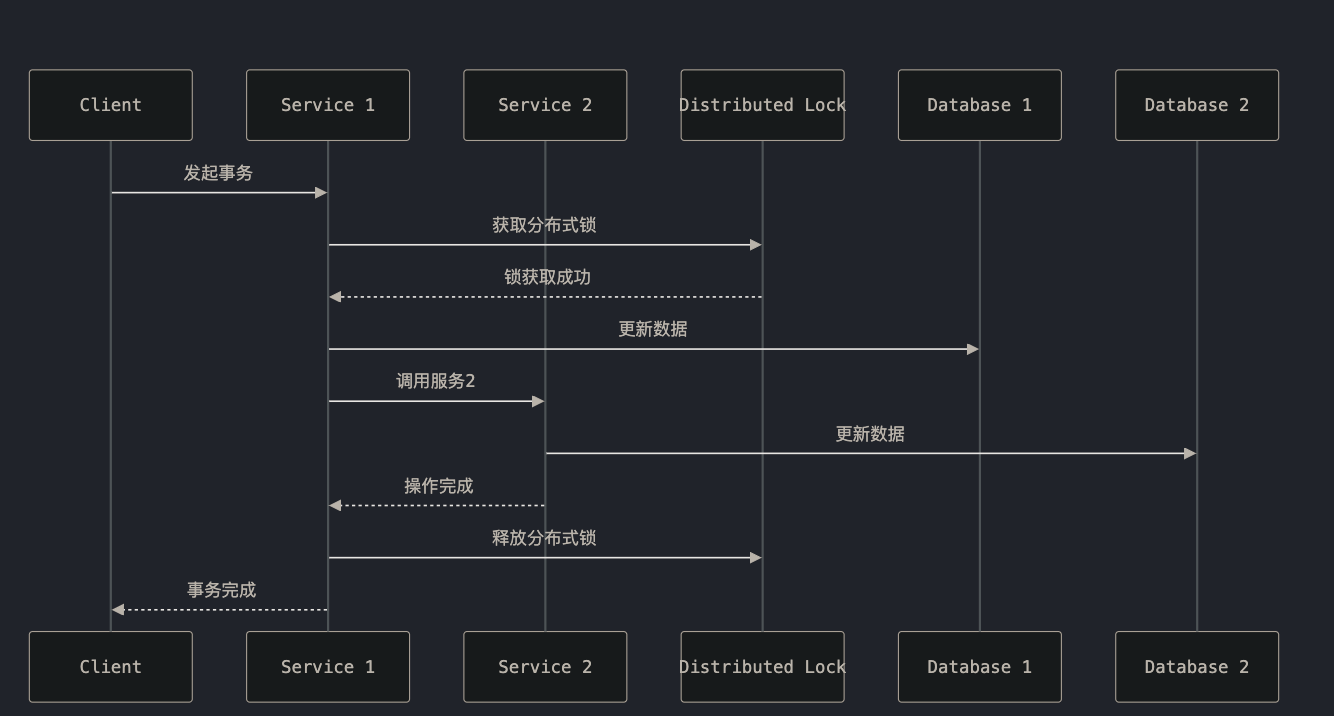 Client
Service 1
Service 2
Distributed Lock
Database 1
Database 2
发起事务
获取分布式锁
锁获取成功
更新数据
调用服务2
更新数据
操作完成
释放分布式锁
事务完成
Client
Service 1
Service 2
Distributed Lock
Database 1
Database 2